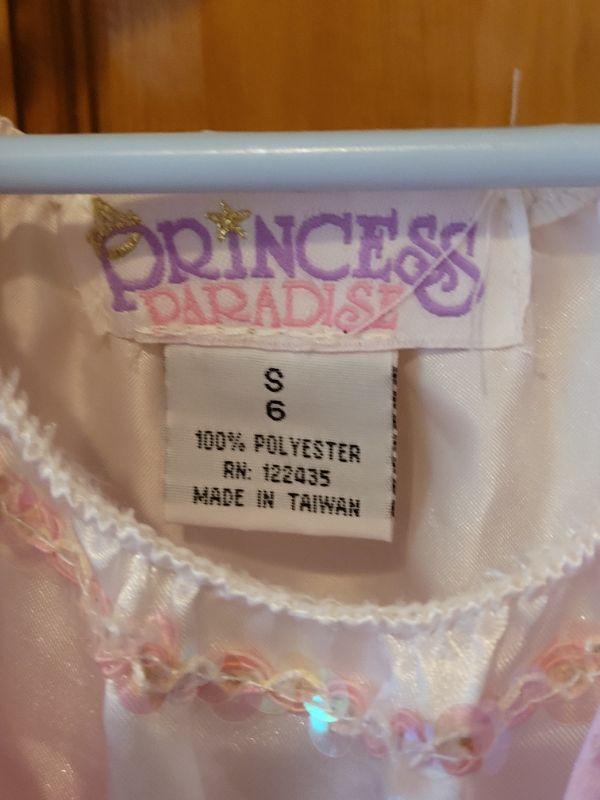 PRINCESS
PARADISE
S
6
100% POLYESTER
RN: 122435
MADE IN TAIWAN